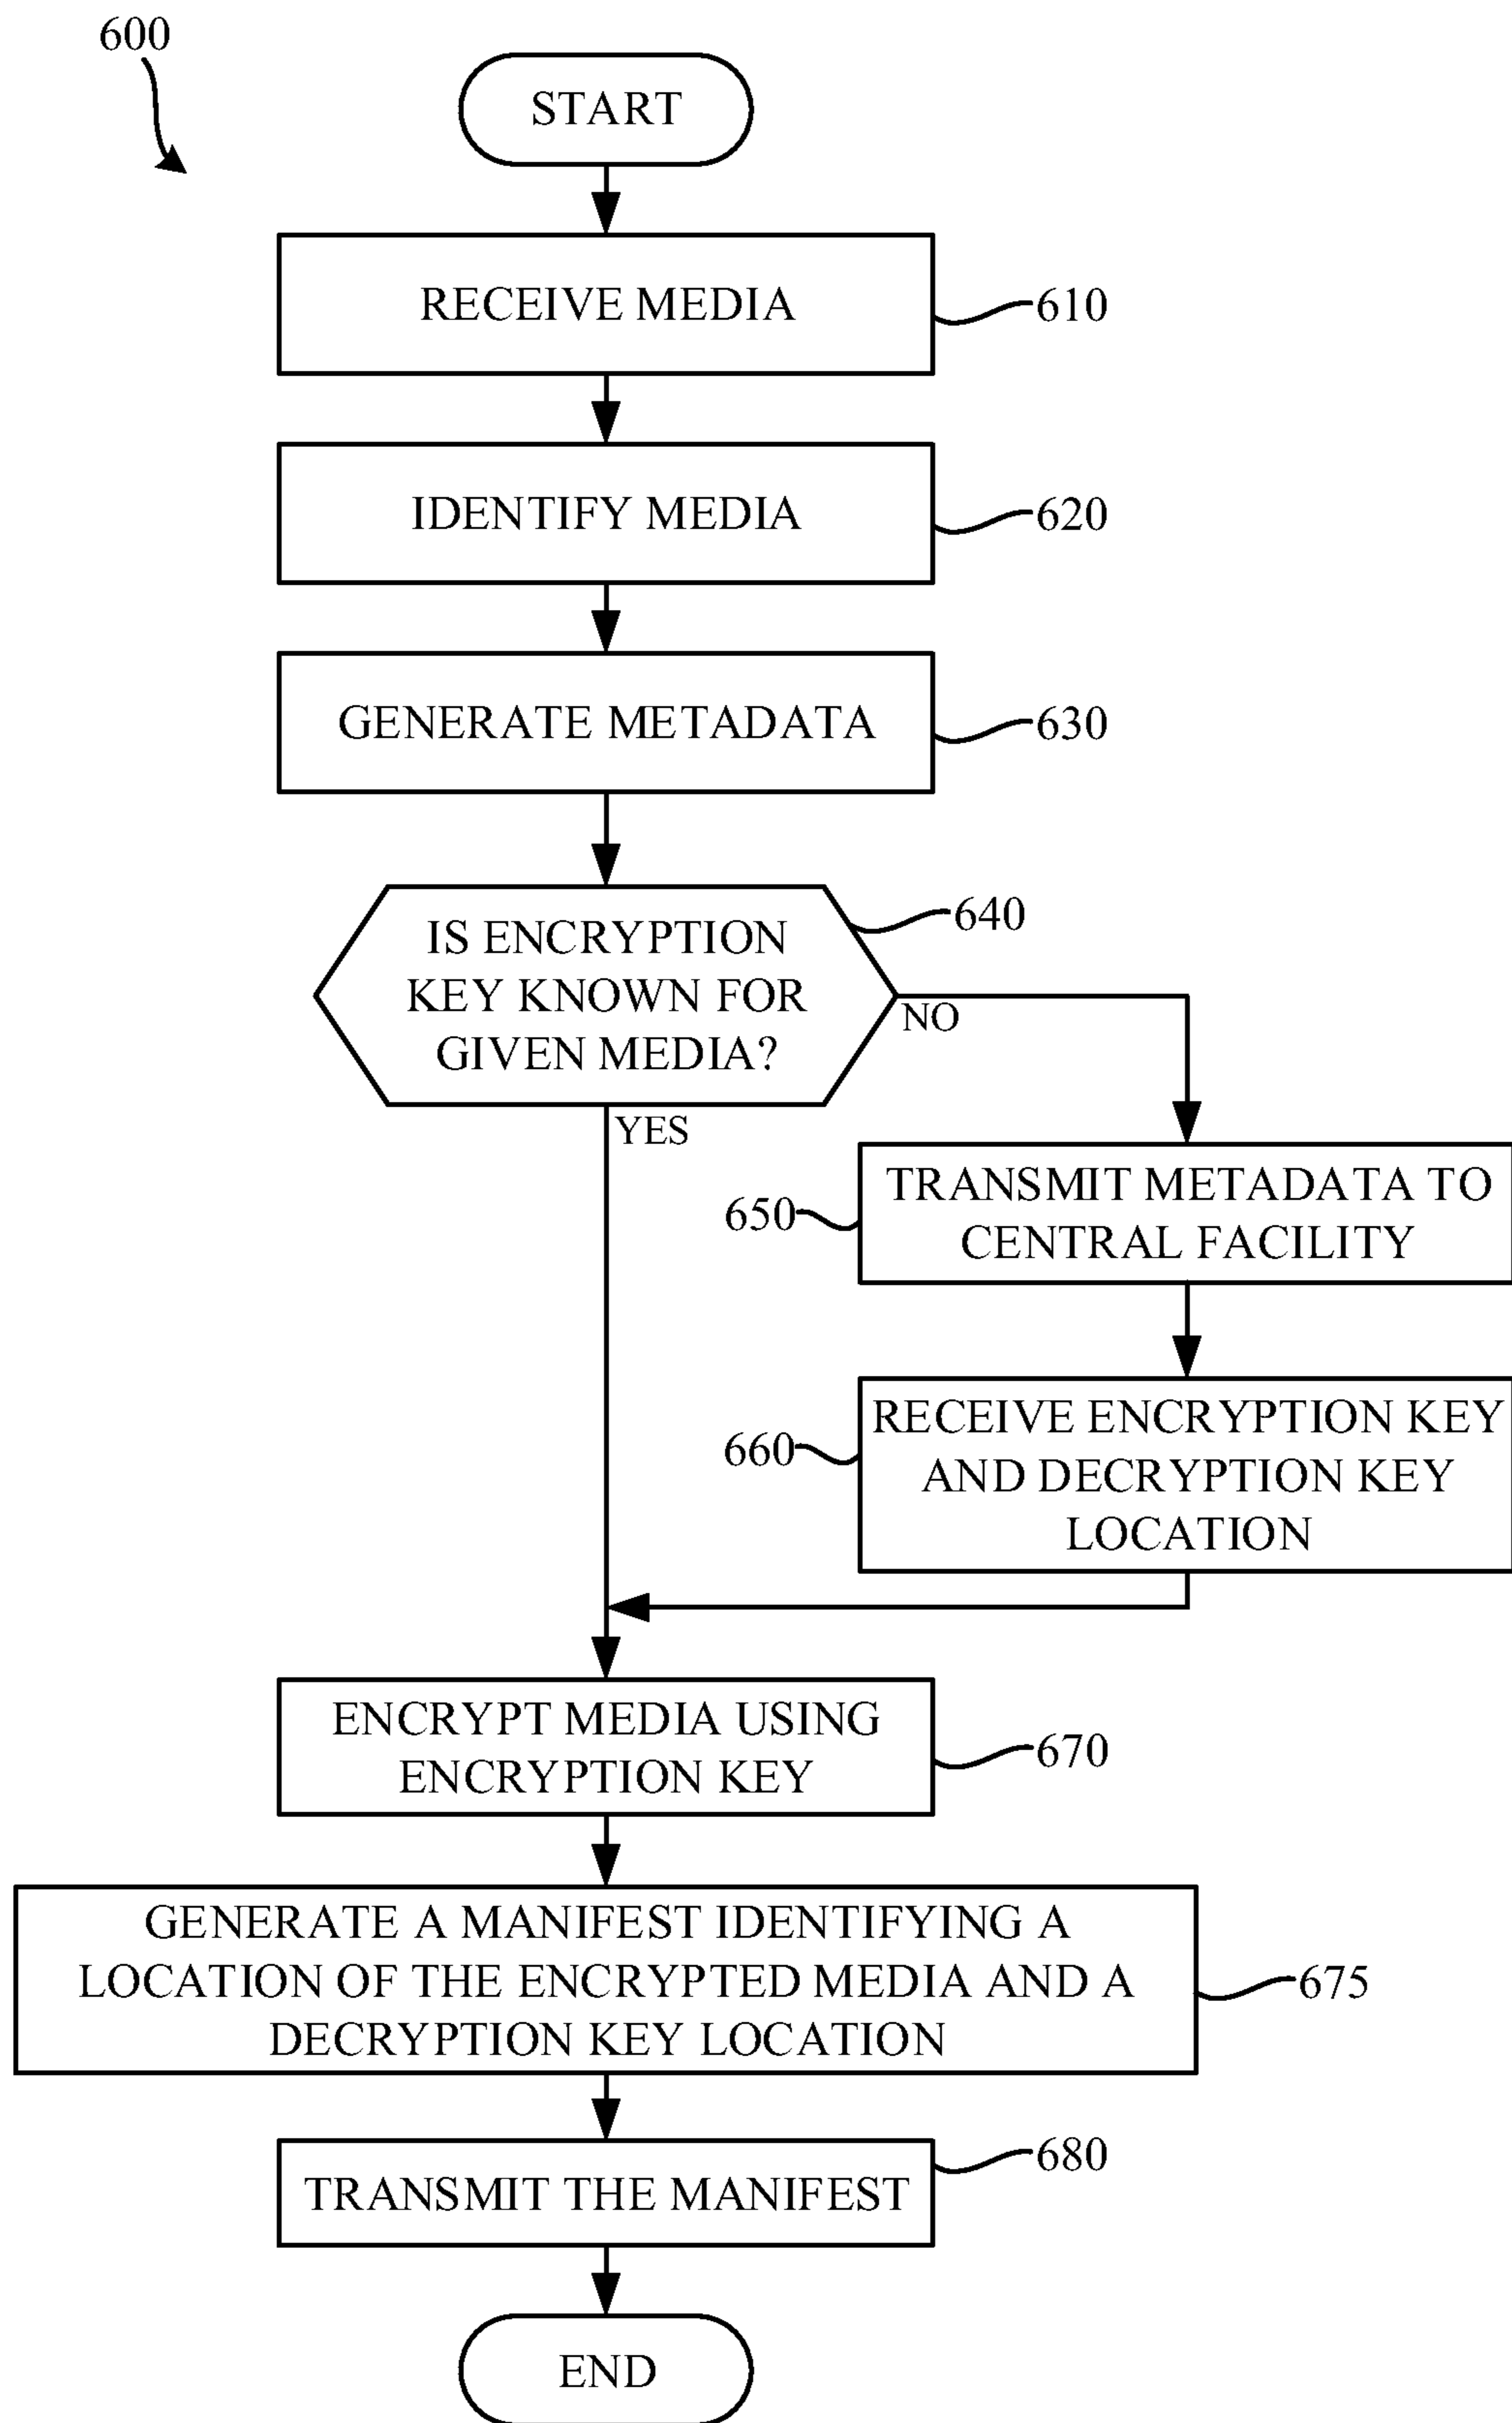 600
START
RECEIVE MEDIA
610
IDENTIFY MEDIA
620
GENERATE METADATA
630
IS ENCRYPTION
KEY KNOWN FOR
GIVEN MEDIA?
640
NO
YES
TRANSMIT METADATA TO
CENTRAL FACILITY
650
RECEIVE ENCRYPTION KEY
AND DECRYPTION KEY
LOCATION
660
ENCRYPT MEDIA USING
ENCRYPTION KEY
670
GENERATE A MANIFEST IDENTIFYING A
LOCATION OF THE ENCRYPTED MEDIA AND A
DECRYPTION KEY LOCATION
675
TRANSMIT THE MANIFEST
680
END